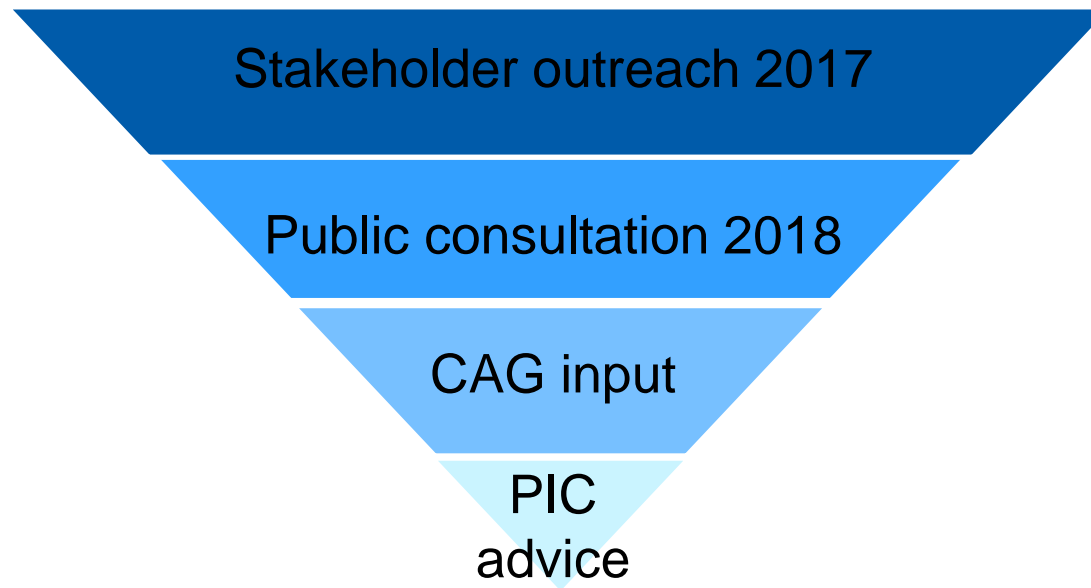 Stakeholder outreach 2017
Public consultation 2018
CAG input
PIC
advice